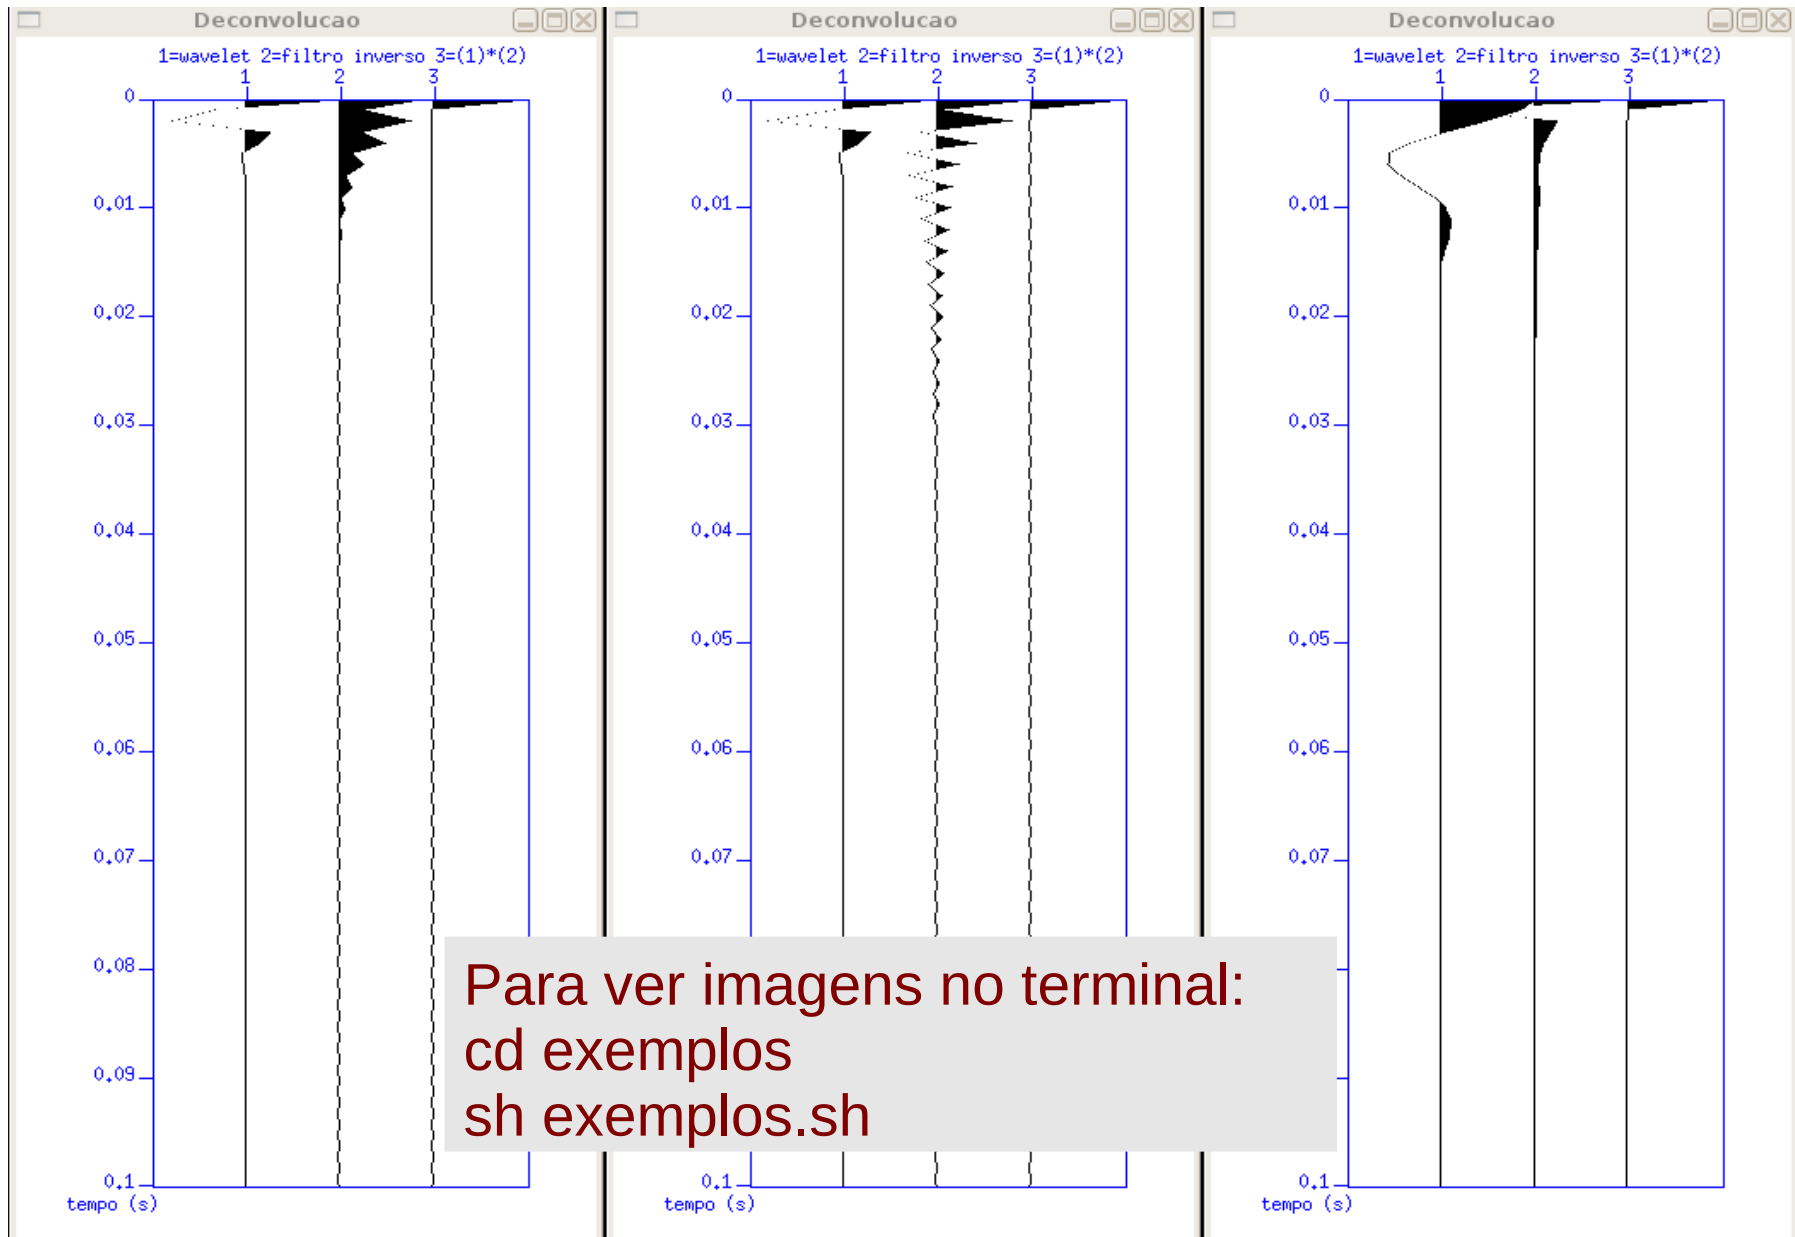 Deconvolucao
1=wavelet 2=filtro inverso 3=(1)*(2)
1 2 3
0
0.01
0.02
0.03
0.04
0.05
0.06
0.07
0.08
0.09
0.1
tempo (s)
Deconvolucao
1=wavelet 2=filtro inverso 3=(1)*(2)
1 2 3
0
0.01
0.02
0.03
0.04
0.05
0.06
0.07
0.1
tempo (s)
Deconvolucao
1=wavelet 2=filtro inverso 3=(1)*(2)
1 2 3
0
0.01
0.02
0.03
0.04
0.05
0.06
0.07
0.1
tempo (s)
Para ver imagens no terminal:
cd exemplos
sh exemplos.sh